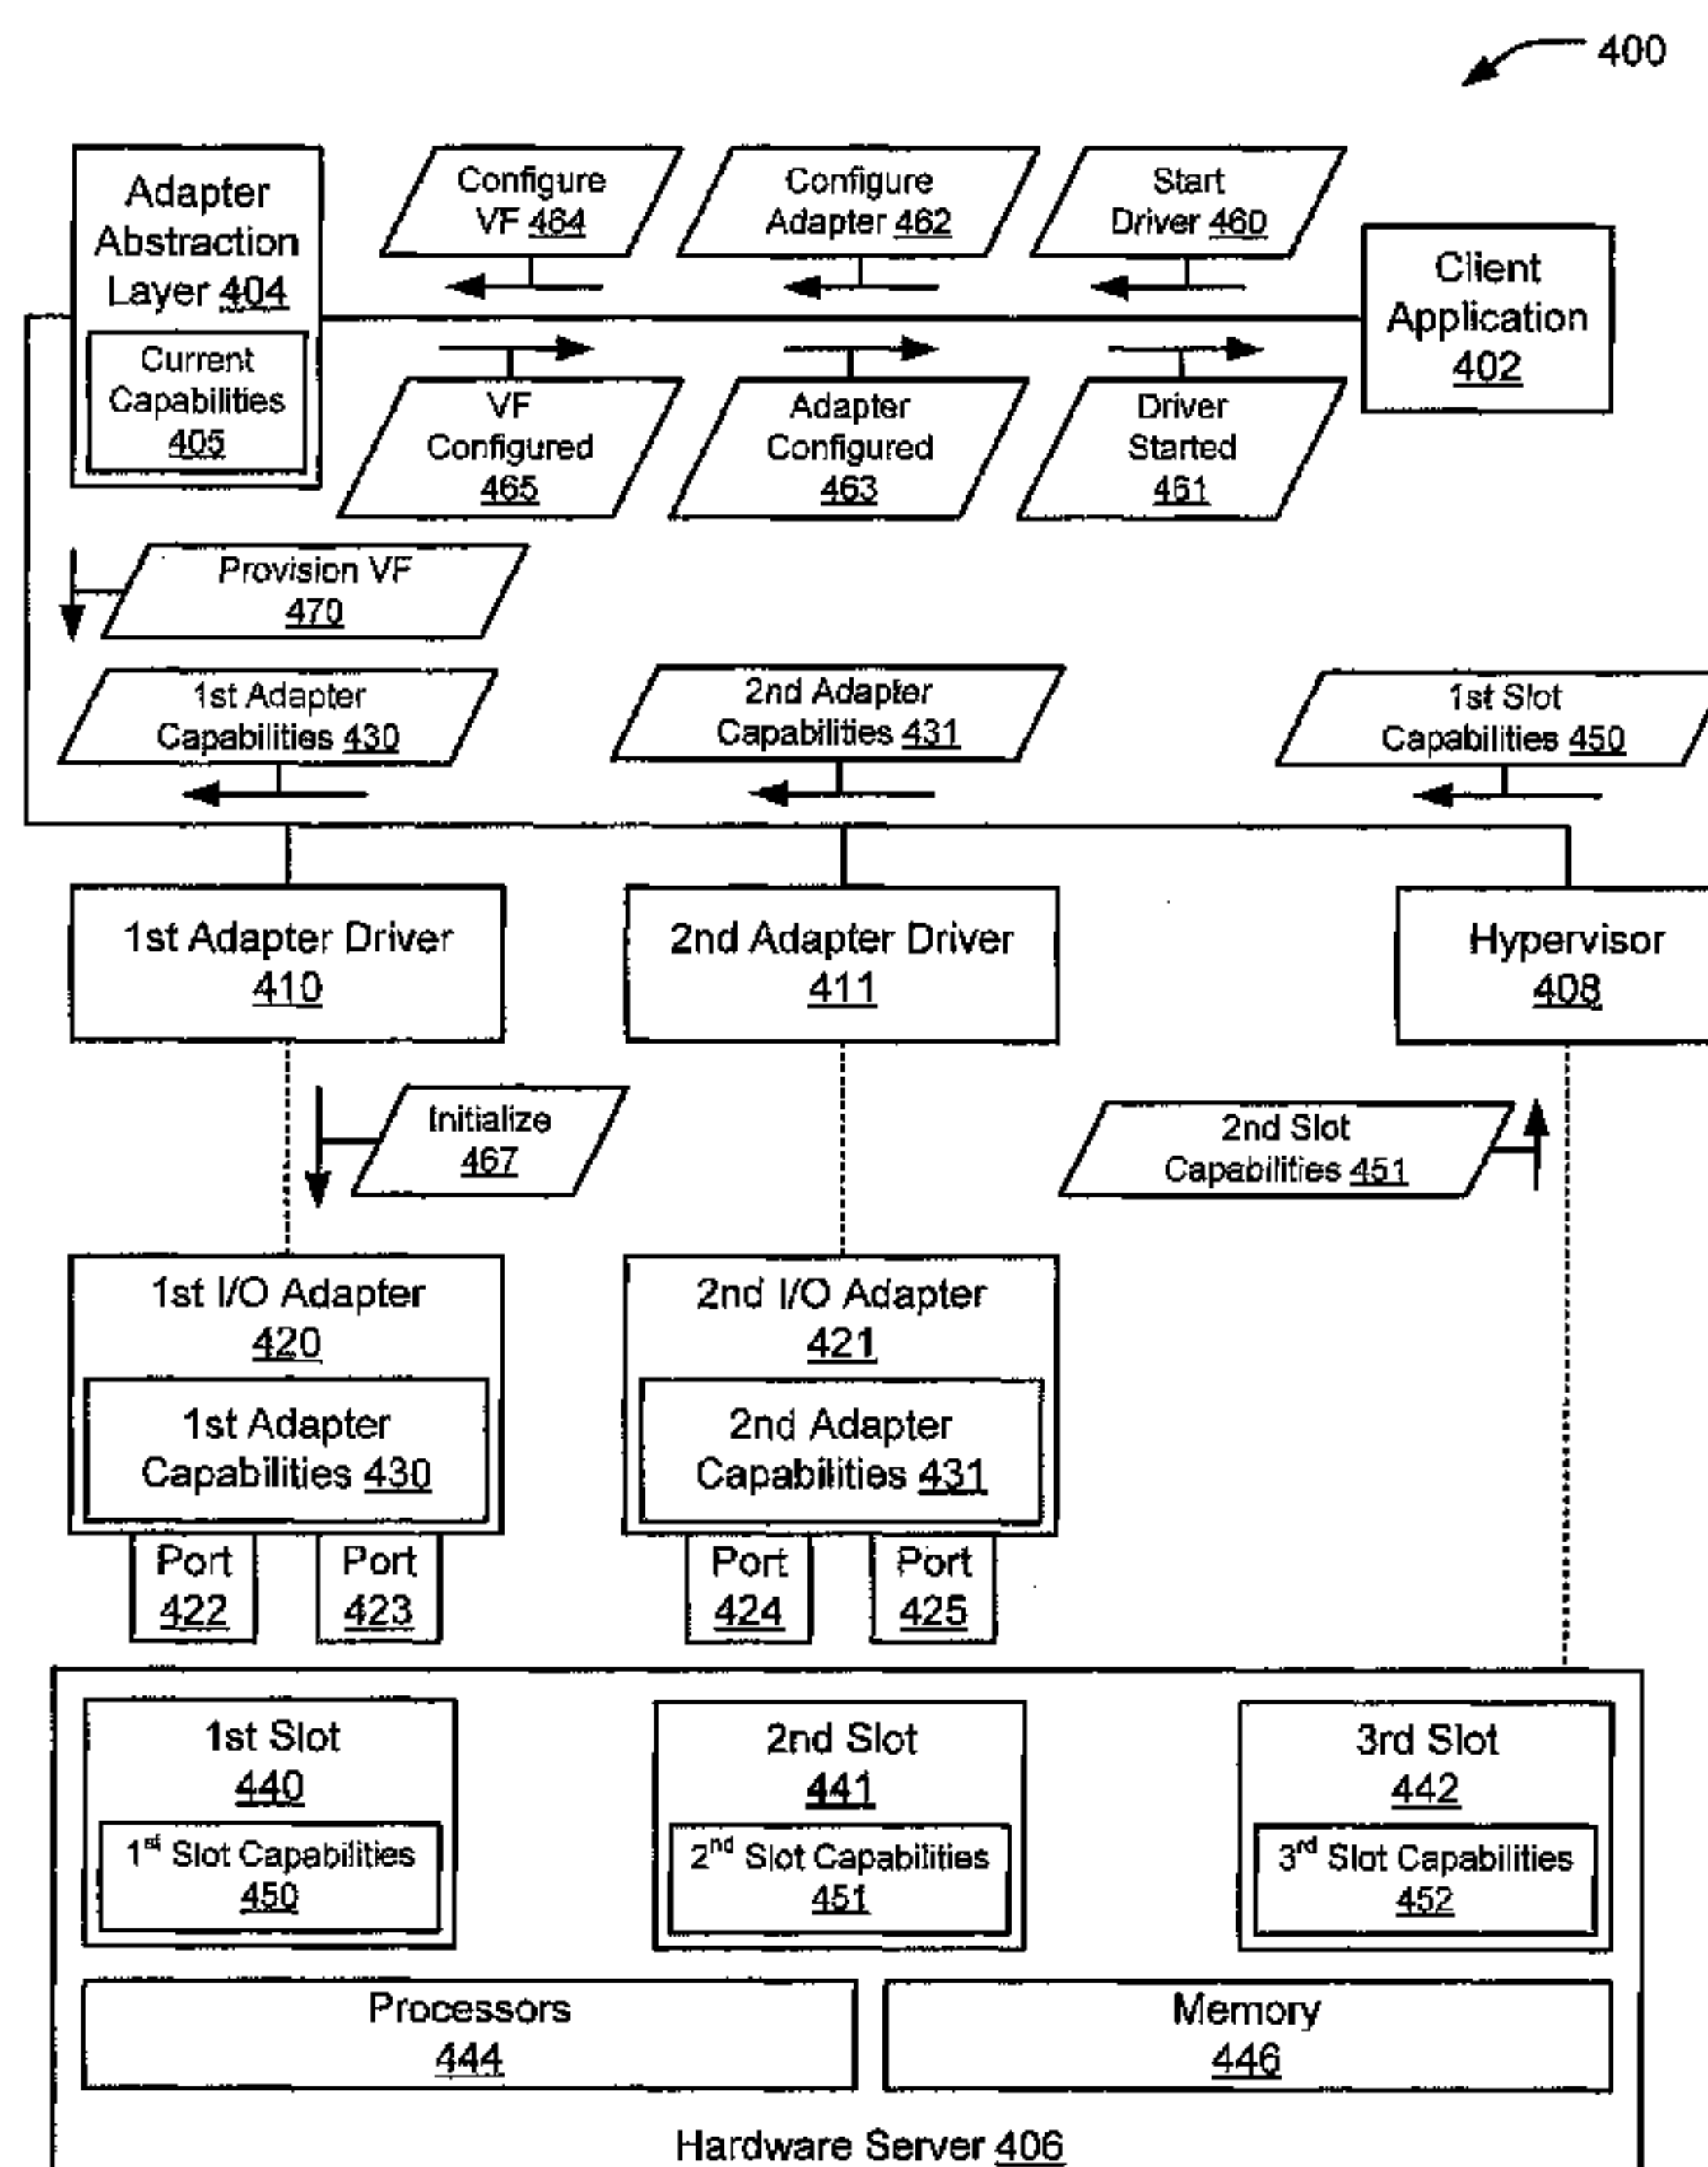 400
Adapter
Abstraction
Layer 404
Current
Capabilities
405
Configure
VF 464
Configure
Adapter 462
Start
Driver 460
Client
Application
402
VF
Configured
465
Adapter
Configured
463
Driver
Started
461
Provision VF
470
1st Adapter
Capabilities 430
2nd Adapter
Capabilities 431
1st Slot
Capabilities 450
1st Adapter Driver
410
2nd Adapter Driver
411
Hypervisor
408
Initialize
467
2nd Slot
Capabilities 451
1st I/O Adapter
420
1st Adapter
Capabilities 430
2nd I/O Adapter
421
2nd Adapter
Capabilities 431
Port
422
Port
423
Port
424
Port
425
1st Slot
440
1st Slot Capabilities
450
2nd Slot
441
2nd Slot Capabilities
451
3rd Slot
442
3rd Slot Capabilities
452
Processors
444
Memory
446
Hardware Server 406